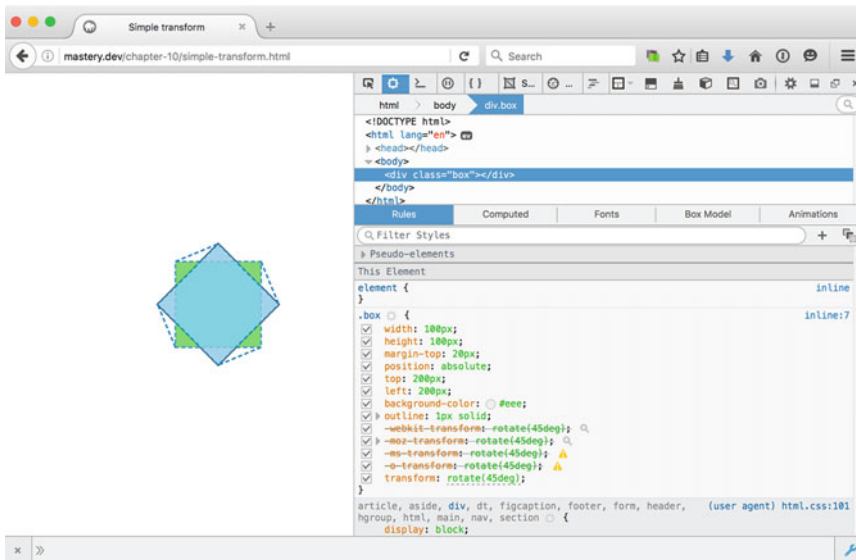 Simple transform
mastery.dev/chapter-10/simple-transform.html
Search
{ } S... ...
html body div.box
<!DOCTYPE html>
<html lang="en"> ev
<head></head>
<body>
<div class="box"></div>
</body>
</html>
Rules Computed Fonts Box Model Animations
Filter Styles
Pseudo-elements
This Element
element { inline
}
.box { inline:7
width: 100px;
height: 100px;
margin-top: 20px;
position: absolute;
top: 200px;
left: 200px;
background-color: #eee;
outline: 1px solid;
-webkit-transform: rotate(45deg);
-moz-transform: rotate(45deg);
-ms-transform: rotate(45deg);
-o-transform: rotate(45deg);
transform: rotate(45deg);
}
article, aside, div, dt, figcaption, footer, form, header, (user agent) html.css:101
hgroup, html, main, nav, section {
display: block;